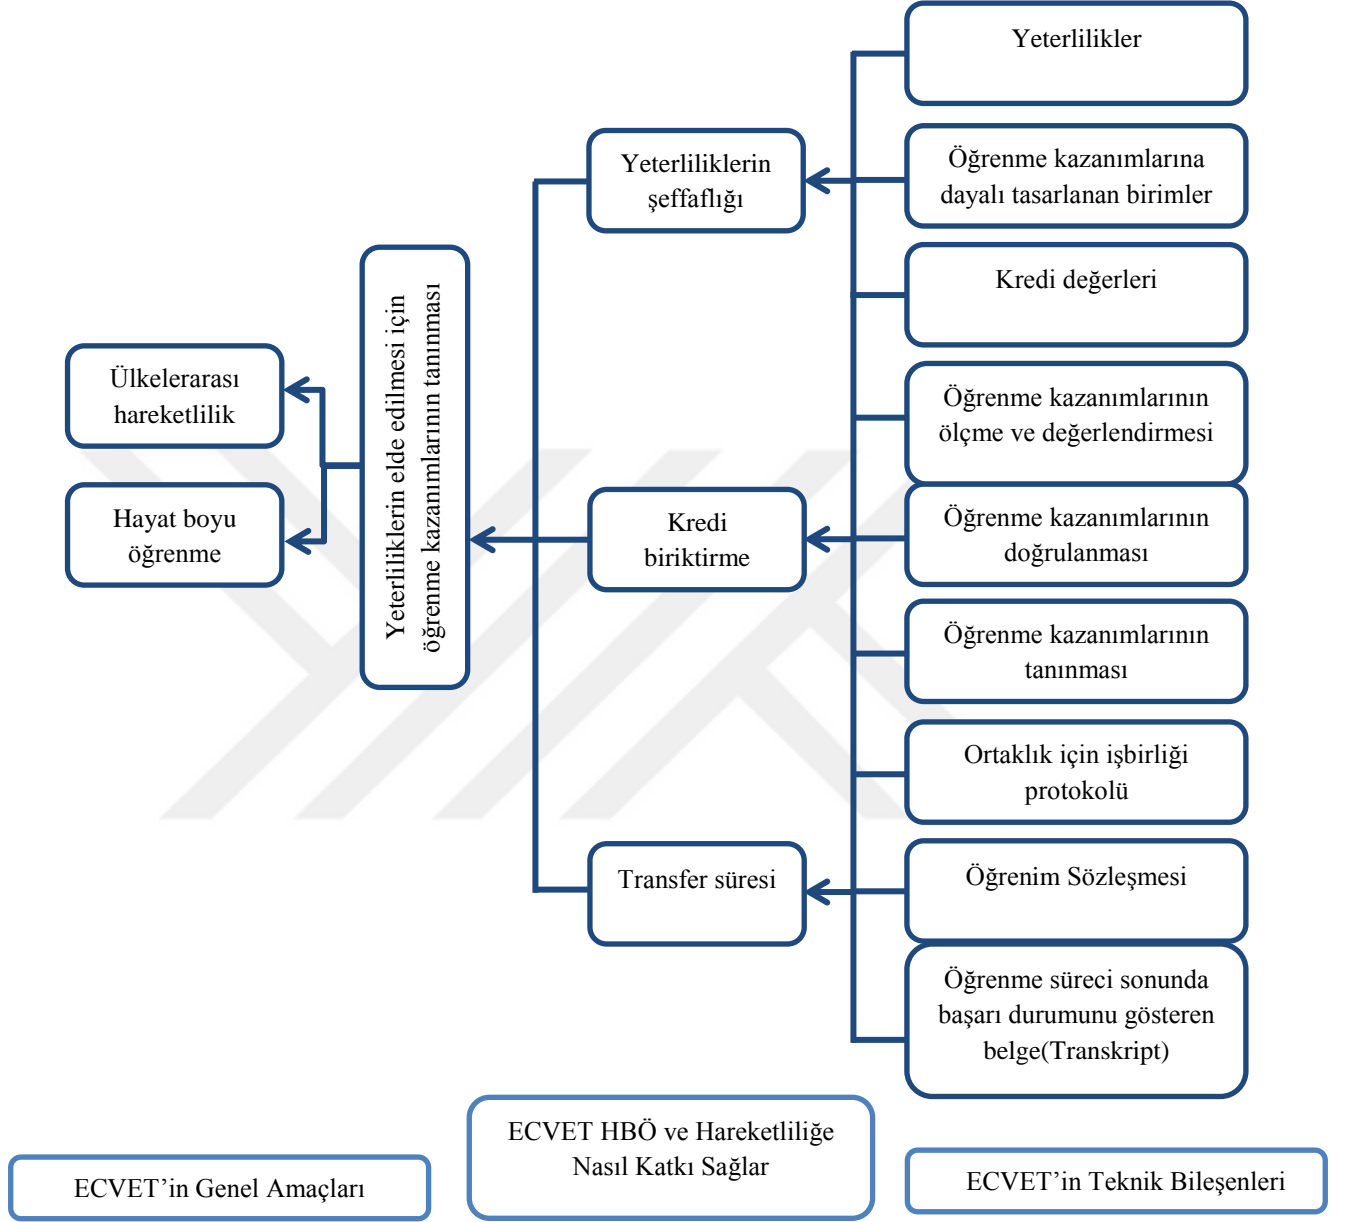 Yeterlilikler
Öğrenme kazanımlarına
dayalı tasarlanan birimler
Kredi değerleri
Öğrenme kazanımlarının
ölçme ve değerlendirmesi
Öğrenme kazanımlarının
doğrulanması
Öğrenme kazanımlarının
tanınması
Ortaklık için işbirliği
protokolü
Öğrenim Sözleşmesi
Öğrenme süreci sonunda
başarı durumunu gösteren
belge(Transkript)
Yeterliliklerin
şeffaflığı
Kredi
biriktirme
Transfer süresi
Yeterliliklerin elde edilmesi için
öğrenme kazanımlarının tanınması
Ülkelerarası
hareketlilik
Hayat boyu
öğrenme
ECVET'in Genel Amaçları
ECVET HBÖ ve Hareketliliğe
Nasıl Katkı Sağlar
ECVET'in Teknik Bileşenleri